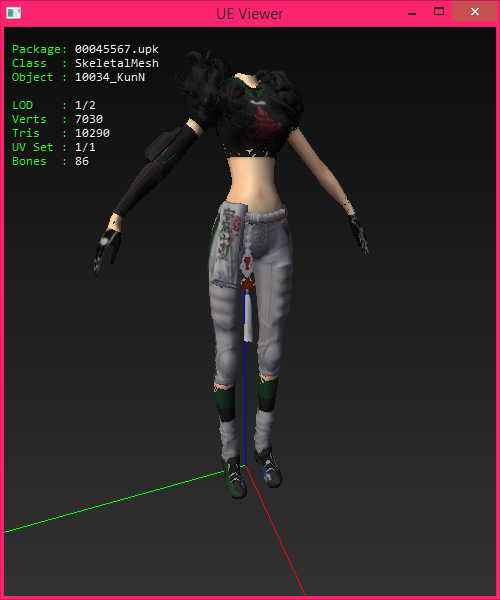 UE Viewer
Package: 00045567.upk
Class : SkeletalMesh
Object : 10034_KunN
LOD : 1/2
Verts : 7030
Tris : 10290
UV Set : 1/1
Bones : 86